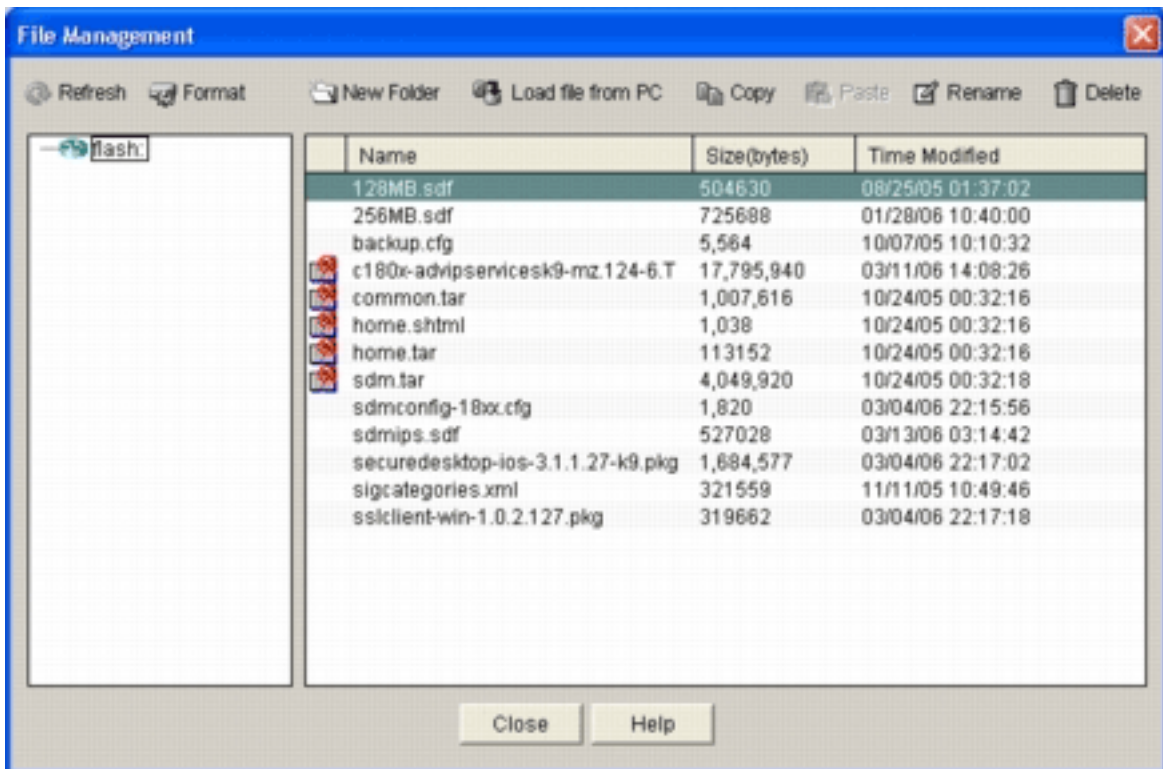 File Management
Refresh Format New Folder Load file from PC Copy Paste Rename Delete
flash:
Name Size(bytes) Time Modified
128MB.sdf 504630 08/25/05 01:37:02
256MB.sdf 725688 01/28/06 10:40:00
backup.cfg 5,564 10/07/05 10:10:32
c180x-advipservicesk9-mz.124-6.T 17,795,940 03/11/06 14:08:26
common.tar 1,007,616 10/24/05 00:32:16
home.shtml 1,038 10/24/05 00:32:16
home.tar 113152 10/24/05 00:32:16
sdm.tar 4,049,920 10/24/05 00:32:18
sdmconfig-18xx.cfg 1,820 03/04/06 22:15:56
sdmips.sdf 527028 03/13/06 03:14:42
securedesktop-ios-3.1.1.27-k9.pkg 1,684,577 03/04/06 22:17:02
sigcategories.xml 321559 11/11/05 10:49:46
sslclient-win-1.0.2.127.pkg 319662 03/04/06 22:17:18
Close Help